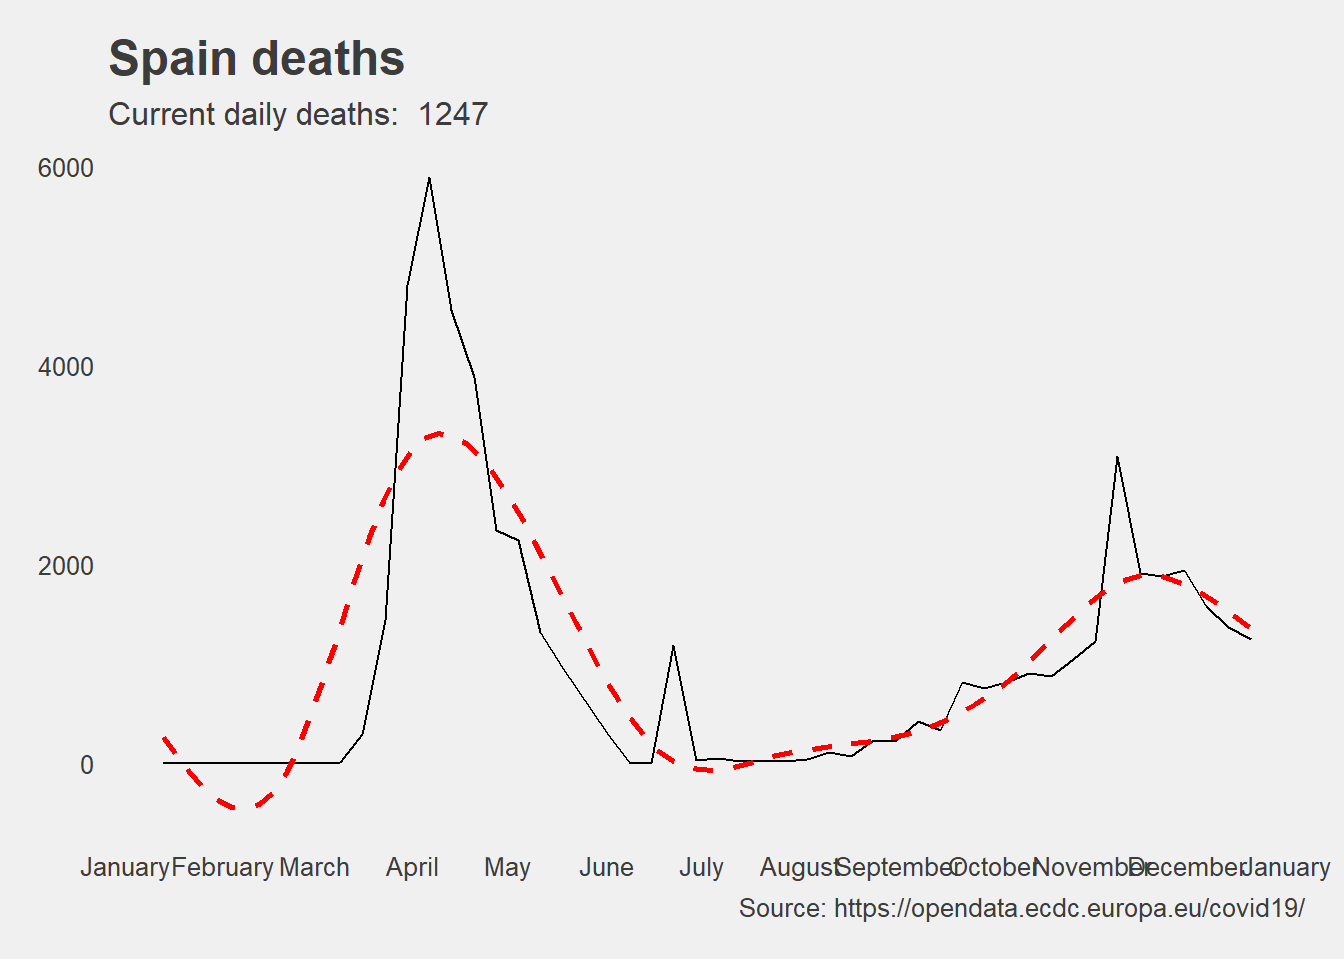 Spain deaths
Current daily deaths:  1247
6000
4000
2000
0
January February March April May June July August September October November December January
Source: https://opendata.ecdc.europa.eu/covid19/